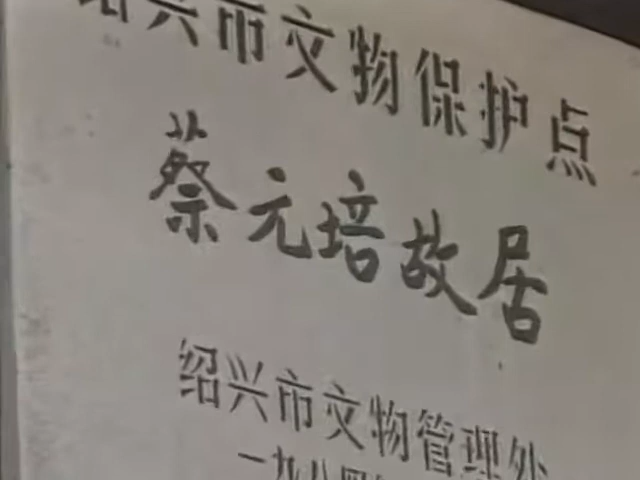 绍兴市文物保护点
蔡元培故居
绍兴市文物管理处
一九八四